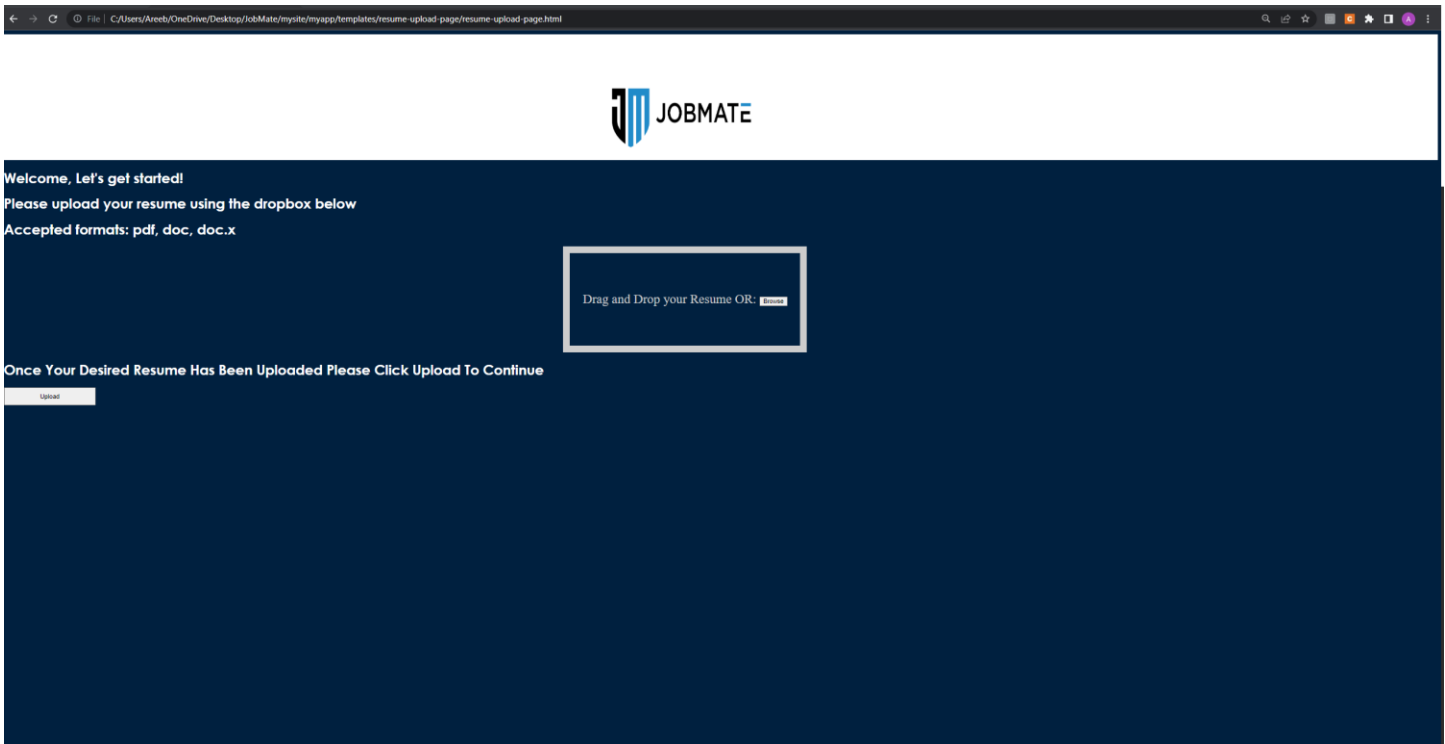 File | C:/Users/Areeb/OneDrive/Desktop/JobMate/mysite/myapp/templates/resume-upload-page/resume-upload-page.html
JM JOBMATE
Welcome, Let's get started!
Please upload your resume using the dropbox below
Accepted formats: pdf, doc, doc.x
Drag and Drop your Resume OR: Browse
Once Your Desired Resume Has Been Uploaded Please Click Upload To Continue
Upload